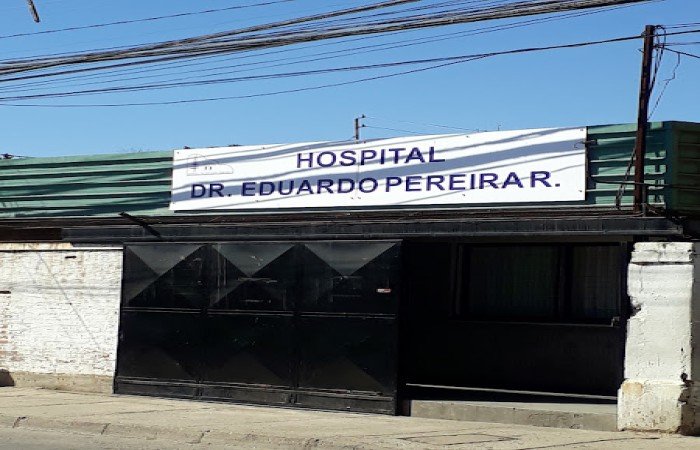 HOSPITAL
DR. EDUARDO PEREIRA R.